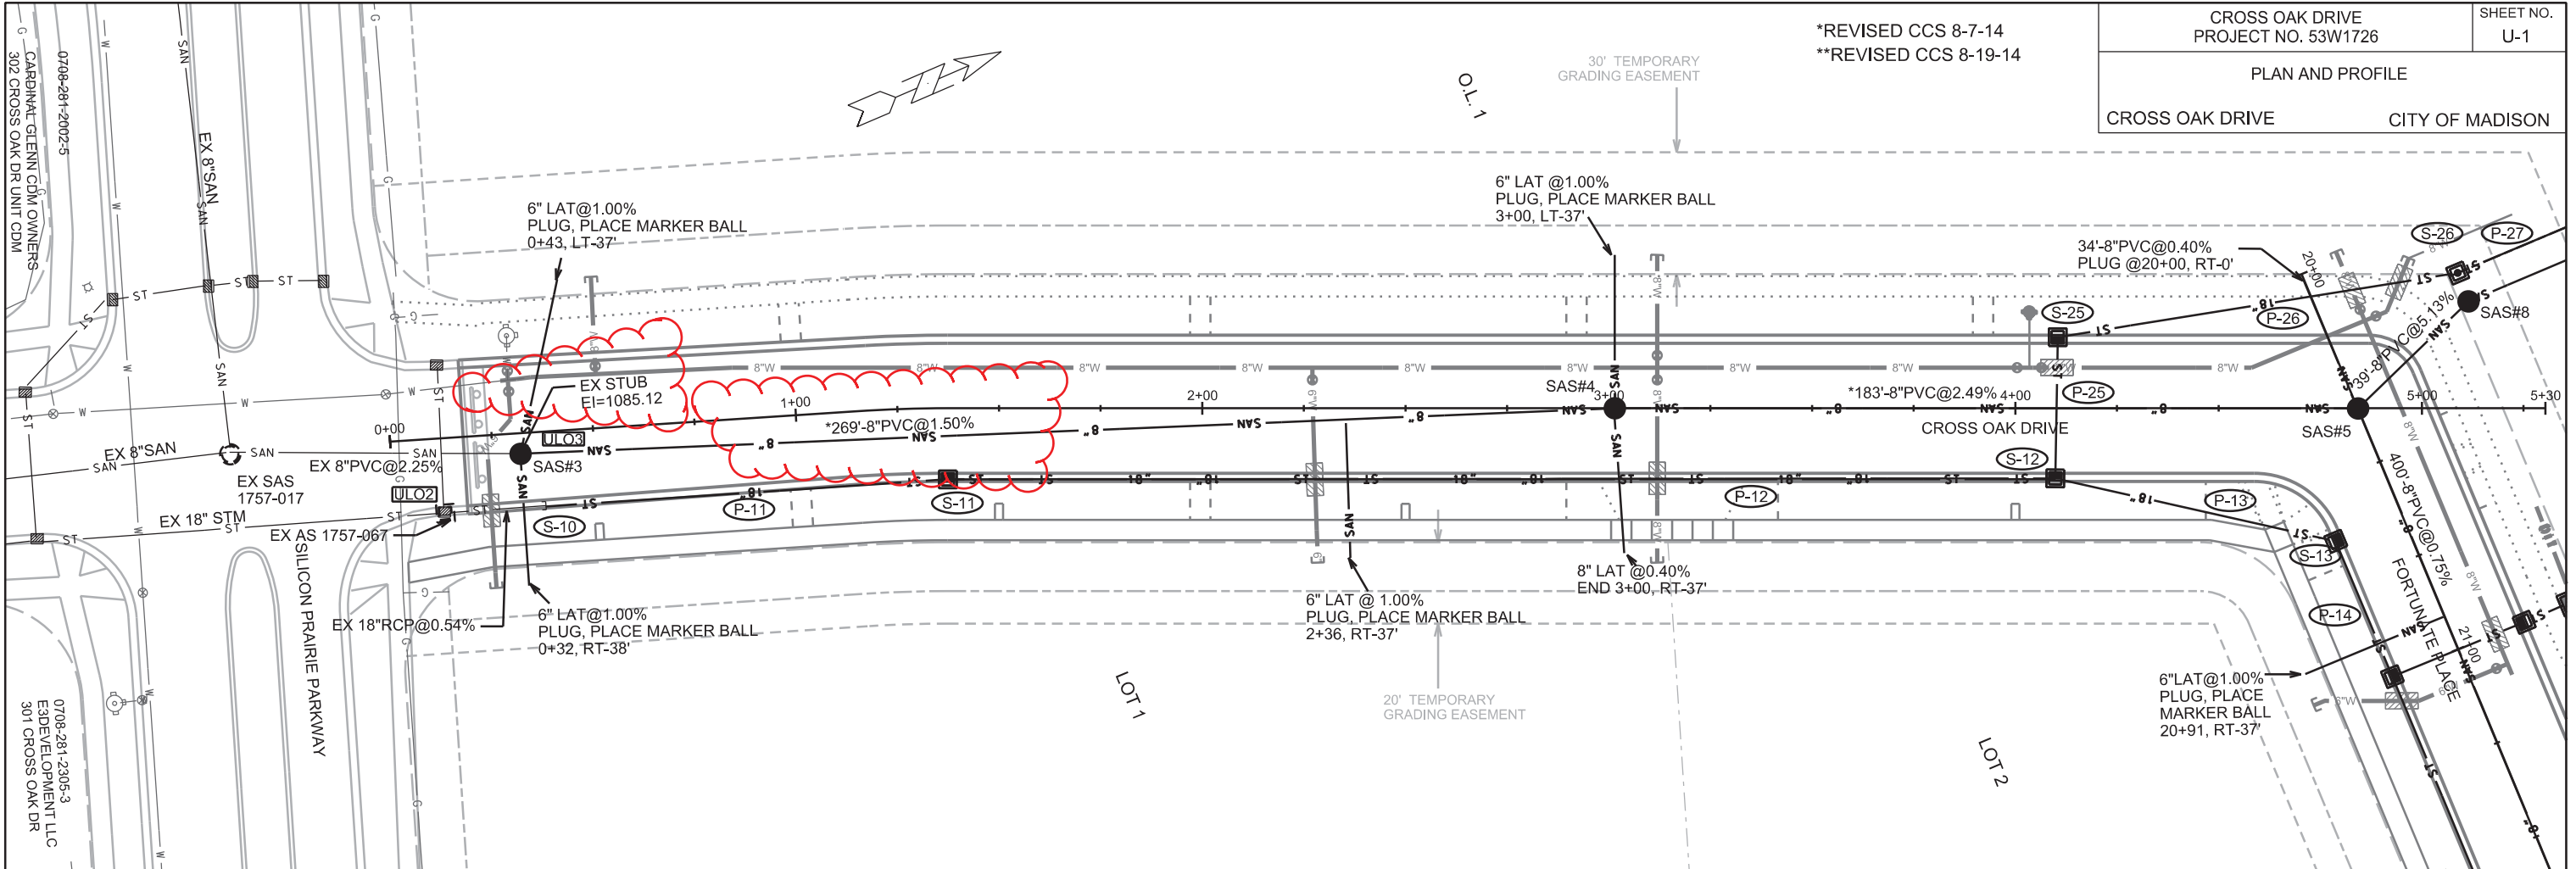 *REVISED CCS 8-7-14
**REVISED CCS 8-19-14
CROSS OAK DRIVE
PROJECT NO. 53W1726
SHEET NO.
U-1
PLAN AND PROFILE
CROSS OAK DRIVE
CITY OF MADISON
0708-281-2002-5
CARDINAL GLENN CDM OWNERS
302 CROSS OAK DR UNIT CDM
EX 8"SAN
30' TEMPORARY
GRADING EASEMENT
O.L. 1
6" LAT@1.00%
PLUG, PLACE MARKER BALL
0+43, LT-37'
6" LAT @1.00%
PLUG, PLACE MARKER BALL
3+00, LT-37'
34'-8"PVC@0.40%
PLUG @20+00, RT-0'
20+00
S-26
P-27
S-25
P-26
SAS#8
39'-8"PVC@5.13%
EX STUB
EI=1085.12
SAS#4
*183'-8"PVC@2.49%
P-25
0+00
1+00
2+00
3+00
4+00
5+00
5+30
*269'-8"PVC@1.50%
CROSS OAK DRIVE
SAS#5
ULO3
SAS#3
EX 8"SAN
EX 8"PVC@2.25%
EX SAS
1757-017
ULO2
S-12
S-11
P-11
P-12
P-13
S-10
EX 18" STM
EX AS 1757-067
S-13
400'-8"PVC@0.75%
FORTUNATE PLACE
P-14
21+00
SILICON PRAIRIE PARKWAY
EX 18"RCP@0.54%
6" LAT@1.00%
PLUG, PLACE MARKER BALL
0+32, RT-38'
6" LAT @ 1.00%
PLUG, PLACE MARKER BALL
2+36, RT-37'
8" LAT @0.40%
END 3+00, RT-37'
6"LAT@1.00%
PLUG, PLACE
MARKER BALL
20+91, RT-37'
20' TEMPORARY
GRADING EASEMENT
LOT 1
LOT 2
0708-281-2305-3
E3DEVELOPMENT LLC
301 CROSS OAK DR